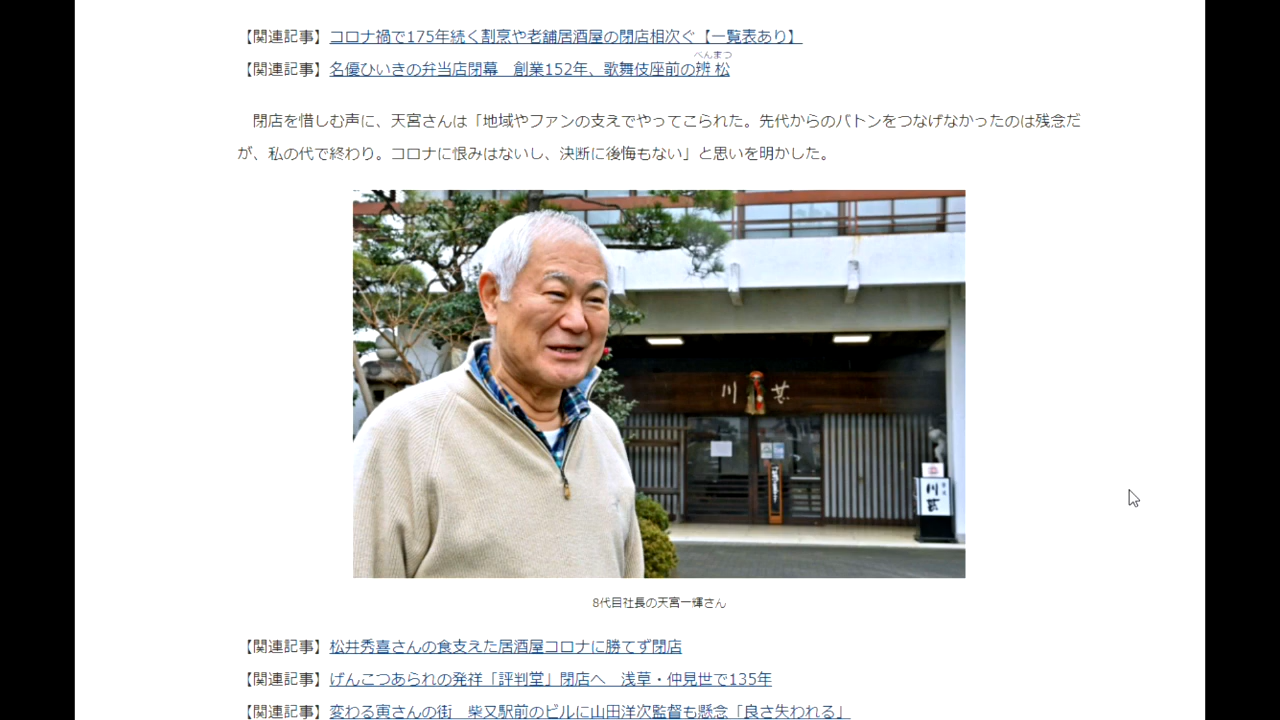 【関連記事】コロナ禍で175年続く割烹や老舗居酒屋の閉店相次ぐ【一覧表あり】
べんまつ
【関連記事】名優ひいきの弁当店閉幕　創業152年、歌舞伎座前の辨松
閉店を惜しむ声に、天宮さんは「地域やファンの支えでやってこられた。先代からのバトンをつなげなかったのは残念だ
が、私の代で終わり。コロナに恨みはないし、決断に後悔もない」と思いを明かした。
川甚
川甚
8代目社長の天宮一輝さん
【関連記事】松井秀喜さんの食支えた居酒屋コロナに勝てず閉店
【関連記事】げんこつあられの発祥「評判堂」閉店へ　浅草・仲見世で135年
【関連記事】変わる寅さんの街　柴又駅前のビルに山田洋次監督も懸念「良さ失われる」